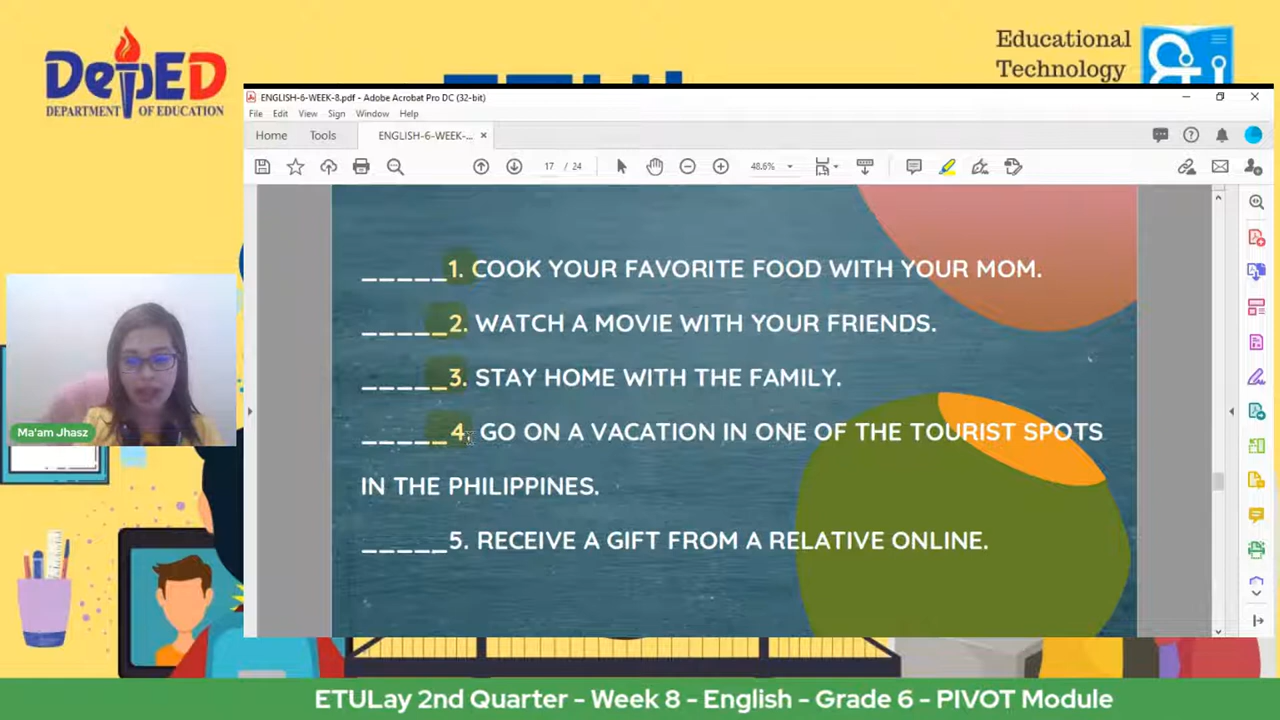 DepED
DEPARTMENT OF EDUCATION
Educational
Technology
ENGLISH-6-WEEK-8.pdf - Adobe Acrobat Pro DC (32-bit)
File Edit View Sign Window Help
Home Tools ENGLISH-6-WEEK-... ×
17 / 24 48.6%
_____1. COOK YOUR FAVORITE FOOD WITH YOUR MOM.
_____2. WATCH A MOVIE WITH YOUR FRIENDS.
_____3. STAY HOME WITH THE FAMILY.
_____4. GO ON A VACATION IN ONE OF THE TOURIST SPOTS
IN THE PHILIPPINES.
_____5. RECEIVE A GIFT FROM A RELATIVE ONLINE.
Ma'am Jhasz
ETULay 2nd Quarter - Week 8 - English - Grade 6 - PIVOT Module